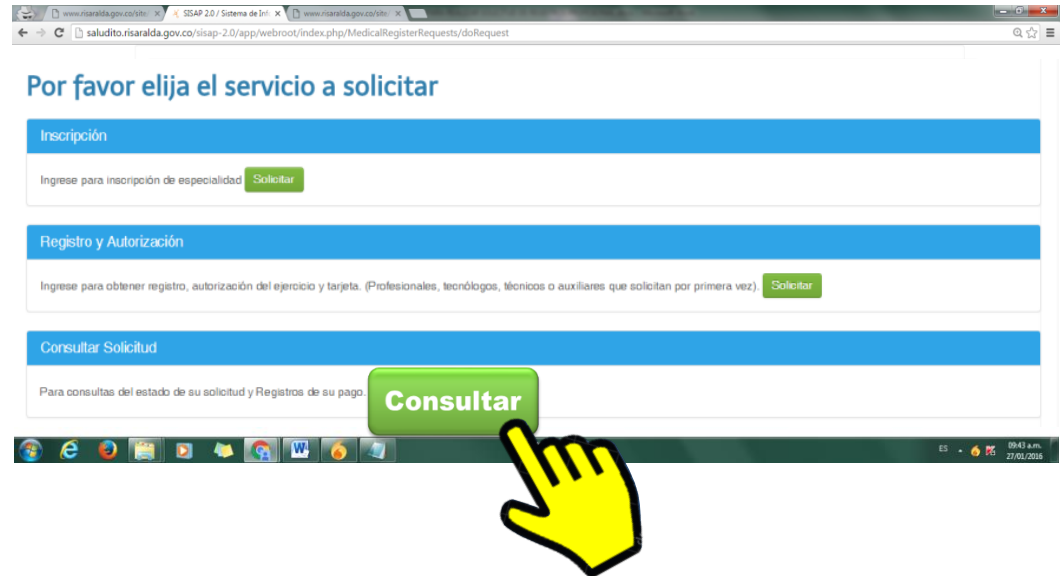 www.risaralda.gov.co/site/
SISAP 2.0 / Sistema de Inf
www.risaralda.gov.co/site/
saludito.risaralda.gov.co/sisap-2.0/app/webroot/index.php/MedicalRegisterRequests/doRequest
Por favor elija el servicio a solicitar
Inscripción
Ingrese para inscripción de especialidad Solicitar
Registro y Autorización
Ingrese para obtener registro, autorización del ejercicio y tarjeta. (Profesionales, tecnólogos, técnicos o auxiliares que solicitan por primera vez). Solicitar
Consultar Solicitud
Para consultas del estado de su solicitud y Registros de su pago. Consultar
ES
09:43 a.m.
27/01/2016